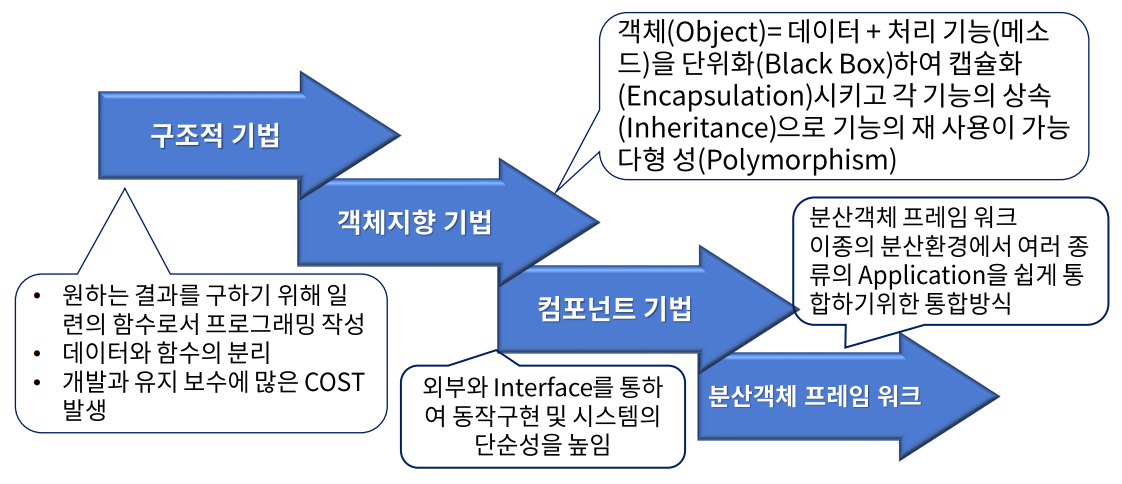 객체(Object)= 데이터 + 처리 기능(메소
드)을 단위화(Black Box)하여 캡슐화
(Encapsulation)시키고 각 기능의 상속
(Inheritance)으로 기능의 재 사용이 가능
다형 성(Polymorphism)
구조적 기법
객체지향 기법
분산객체 프레임 워크
이종의 분산환경에서 여러 종
류의 Application을 쉽게 통
합하기위한 통합방식
• 원하는 결과를 구하기 위해 일
련의 함수로서 프로그래밍 작성
• 데이터와 함수의 분리
• 개발과 유지 보수에 많은 COST
발생
컴포넌트 기법
외부와 Interface를 통하
여 동작구현 및 시스템의
단순성을 높임
분산객체 프레임 워크